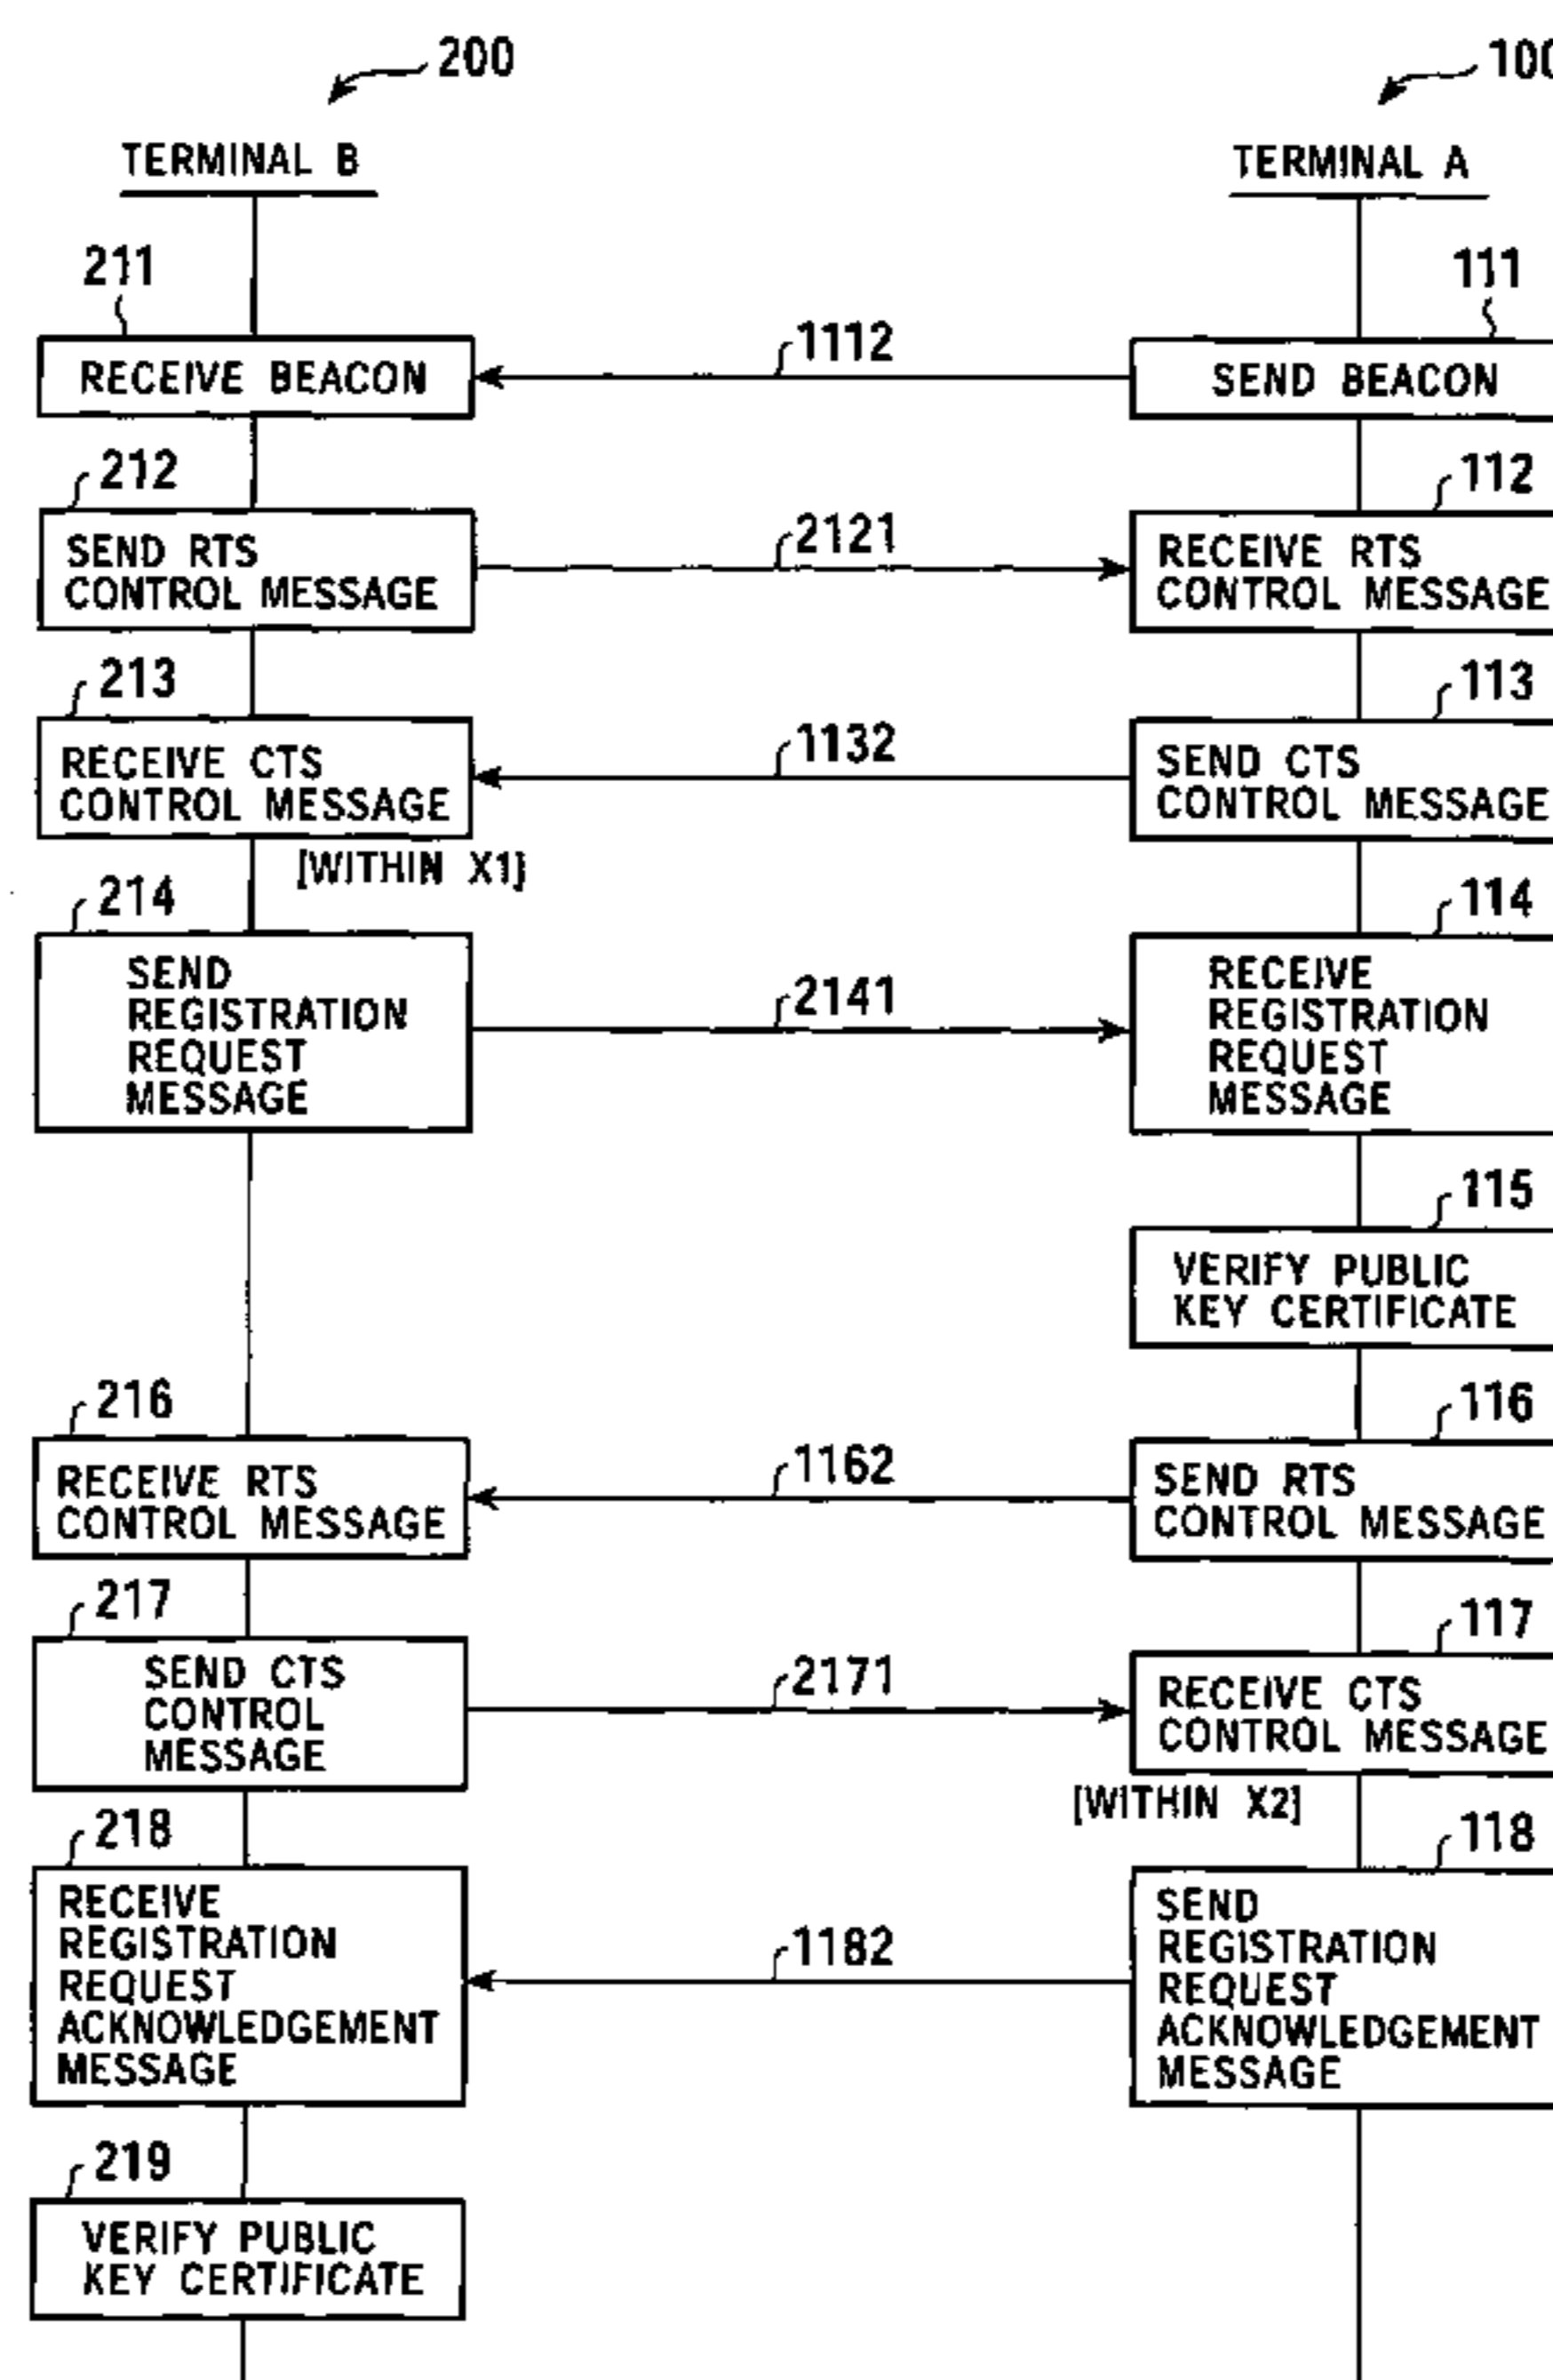 200
100
TERMINAL B
TERMINAL A
211
111
RECEIVE BEACON
1112
SEND BEACON
212
112
SEND RTS
CONTROL MESSAGE
2121
RECEIVE RTS
CONTROL MESSAGE
213
113
RECEIVE CTS
CONTROL MESSAGE
1132
SEND CTS
CONTROL MESSAGE
[WITHIN X1]
214
114
SEND
REGISTRATION
REQUEST
MESSAGE
2141
RECEIVE
REGISTRATION
REQUEST
MESSAGE
115
VERIFY PUBLIC
KEY CERTIFICATE
216
116
RECEIVE RTS
CONTROL MESSAGE
1162
SEND RTS
CONTROL MESSAGE
217
117
SEND CTS
CONTROL
MESSAGE
2171
RECEIVE CTS
CONTROL MESSAGE
[WITHIN X2]
218
118
RECEIVE
REGISTRATION
REQUEST
ACKNOWLEDGEMENT
MESSAGE
1182
SEND
REGISTRATION
REQUEST
ACKNOWLEDGEMENT
MESSAGE
219
VERIFY PUBLIC
KEY CERTIFICATE